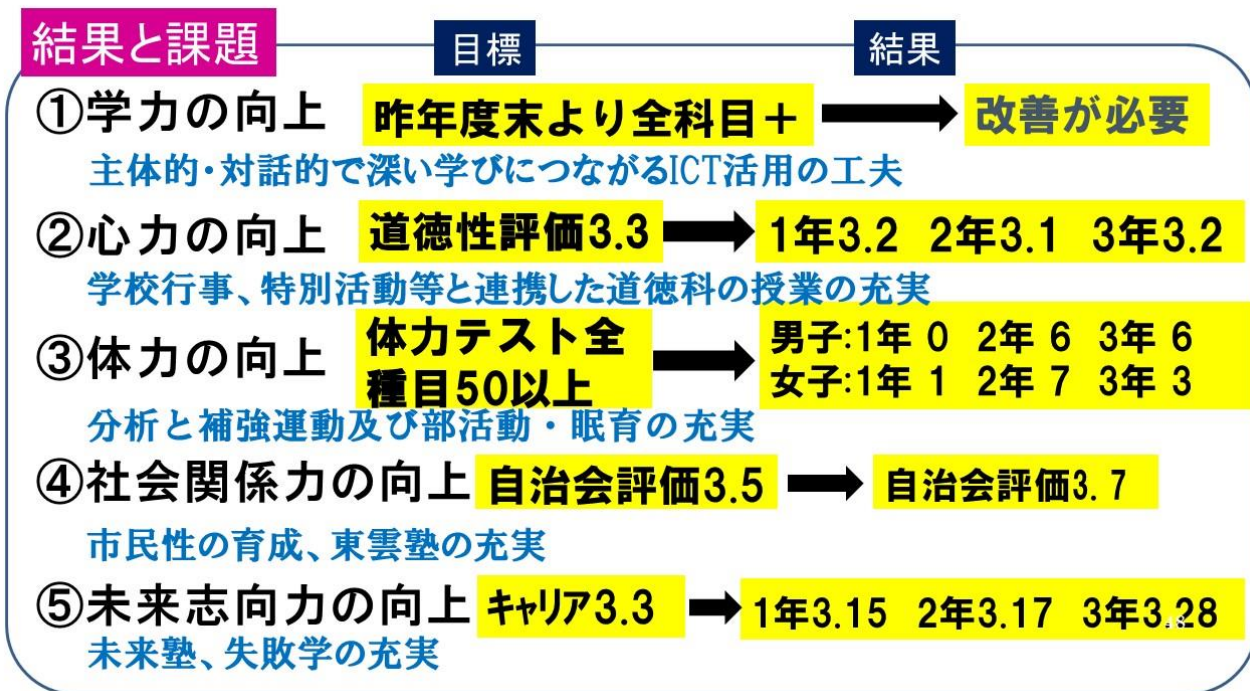 結果と課題 目標 結果
①学力の向上 昨年度末より全科目＋ 改善が必要
主体的・対話的で深い学びにつながるICT活用の工夫
②心力の向上 道徳性評価3.3 1年3.2 2年3.1 3年3.2
学校行事、特別活動等と連携した道徳科の授業の充実
③体力の向上
体力テスト全
種目50以上
男子:1年 0 2年 6 3年 6
女子:1年 1 2年 7 3年 3
分析と補強運動及び部活動・眠育の充実
④社会関係力の向上 自治会評価3.5 自治会評価3.7
市民性の育成、東雲塾の充実
⑤未来志向力の向上 キャリア3.3 1年3.15 2年3.17 3年3.28
未来塾、失敗学の充実